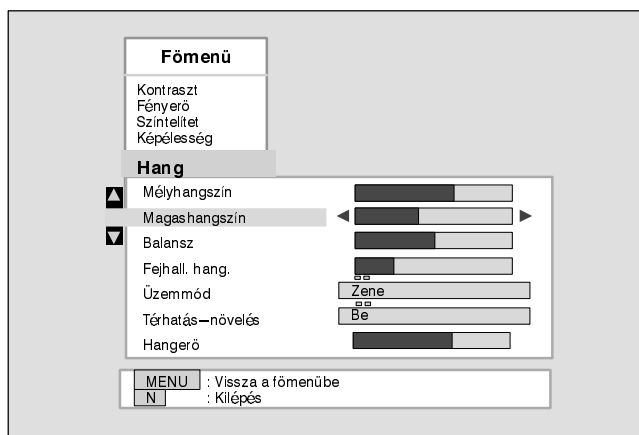 Fömenü
Kontraszt
Fényerö
Színtelítet
Képélesség
Hang
Mélyhangszín
Magashangszín
Balansz
Fejhall. hang.
Üzemmód Zene
Térhatás–növelés Be
Hangerö
MENU : Vissza a fömenübe
N : Kilépés